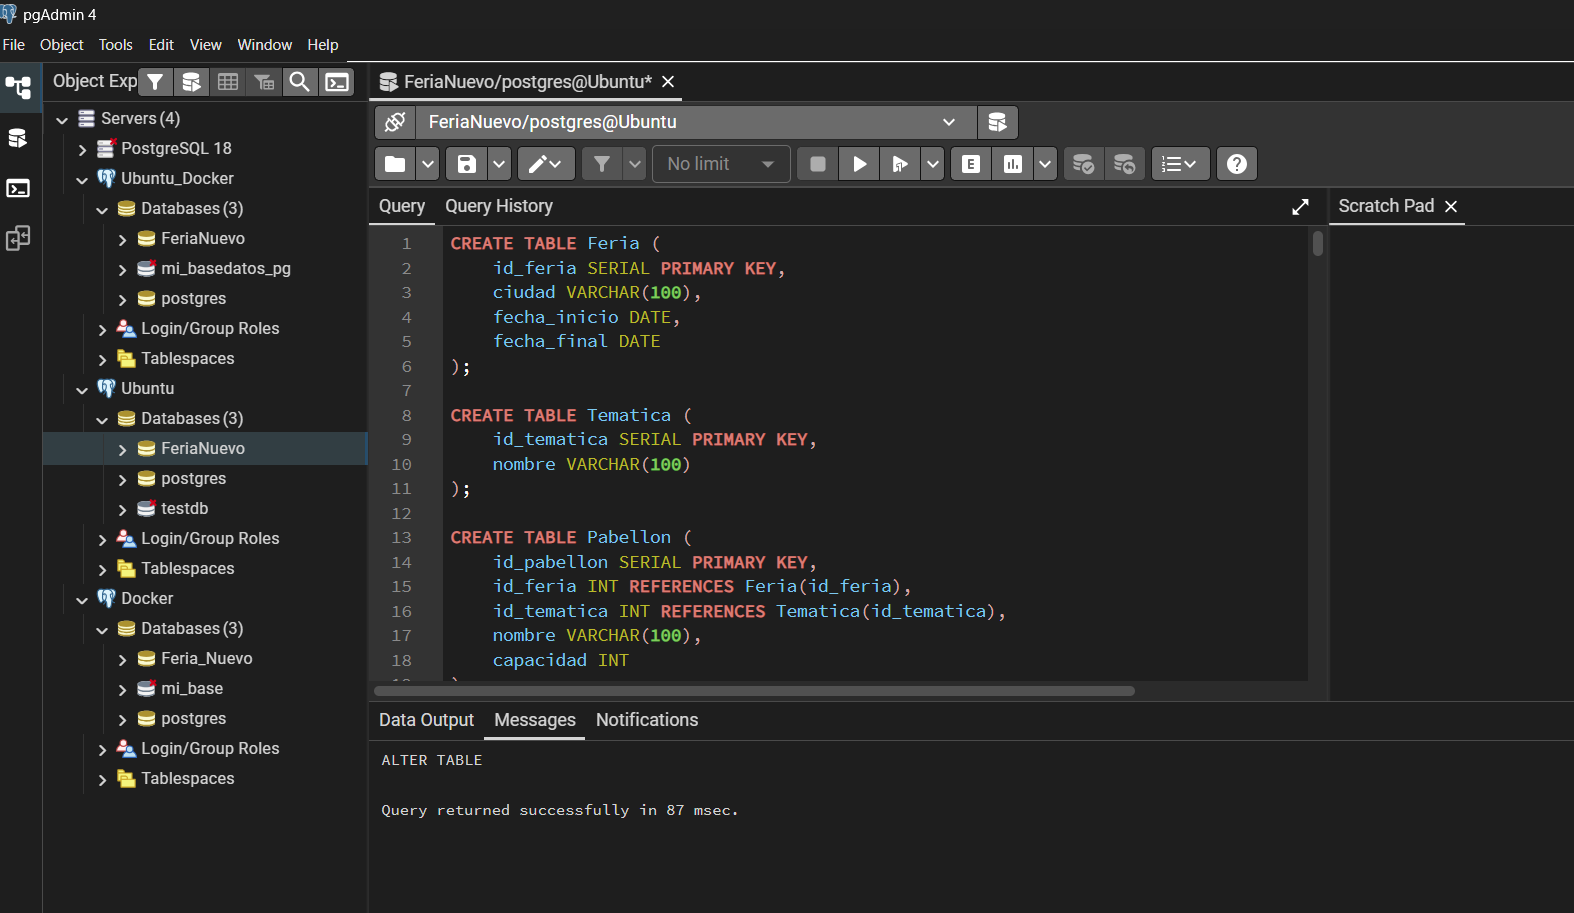 pgAdmin 4
File Object Tools Edit View Window Help
Object Exp
Servers (4)
PostgreSQL 18
Ubuntu_Docker
Databases (3)
FeriaNuevo
mi_basedatos_pg
postgres
Login/Group Roles
Tablespaces
Ubuntu
Databases (3)
FeriaNuevo
postgres
testdb
Login/Group Roles
Tablespaces
Docker
Databases (3)
Feria_Nuevo
mi_base
postgres
Login/Group Roles
Tablespaces
FeriaNuevo/postgres@Ubuntu*
FeriaNuevo/postgres@Ubuntu
No limit
E
Query Query History
Scratch Pad
1 CREATE TABLE Feria (
2 id_feria SERIAL PRIMARY KEY,
3 ciudad VARCHAR(100),
4 fecha_inicio DATE,
5 fecha_final DATE
6 );
7
8 CREATE TABLE Tematica (
9 id_tematica SERIAL PRIMARY KEY,
10 nombre VARCHAR(100)
11 );
12
13 CREATE TABLE Pabellon (
14 id_pabellon SERIAL PRIMARY KEY,
15 id_feria INT REFERENCES Feria(id_feria),
16 id_tematica INT REFERENCES Tematica(id_tematica),
17 nombre VARCHAR(100),
18 capacidad INT
Data Output Messages Notifications
ALTER TABLE
Query returned successfully in 87 msec.